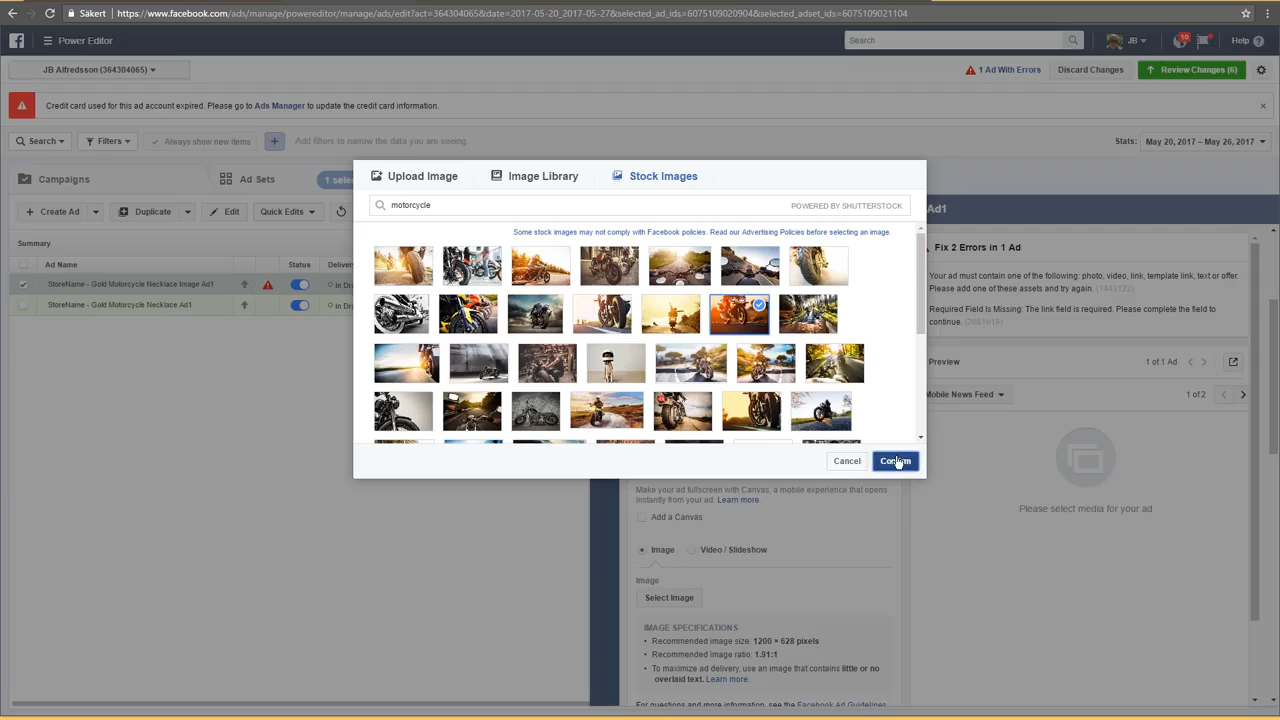 Säkert https://www.facebook.com/ads/manage/powereditor/manage/ads/edit?act=364304065&date=2017-05-20_2017-05-27&selected_ad_ids=6075109020904&selected_adset_ids=6075109021104
Power Editor Search JB 10 Help
JB Alfredsson (364304065) 1 Ad With Errors Discard Changes Review Changes (6)
Credit card used for this ad account expired. Please go to Ads Manager to update the credit card information.
Search Filters Always show new items Add filters to narrow the data you are seeing. Stats: May 20, 2017 – May 26, 2017
Campaigns Ad Sets
Create Ad Duplicate Edit Quick Edits
Summary
Ad Name Status
StoreName - Gold Motorcycle Necklace Image Ad1 In Dra
StoreName - Gold Motorcycle Necklace Ad1 In Dra
Upload Image Image Library Stock Images
motorcycle POWERED BY SHUTTERSTOCK
Some stock images may not comply with Facebook policies. Read our Advertising Policies before selecting an image.
Cancel Confirm
Ad1
Fix 2 Errors in 1 Ad
Your ad must contain one of the following: photo, video, link, template link, text or offer.
Please add one of these assets and try again. (1443122)
Required Field Is Missing: The link field is required. Please complete the field to
continue. (2061015)
Preview 1 of 1 Ad
Mobile News Feed 1 of 2
Please select media for your ad
Make your ad fullscreen with Canvas, a mobile experience that opens
instantly from your ad. Learn more.
Add a Canvas
Image Video / Slideshow
Image
Select Image
IMAGE SPECIFICATIONS
Recommended image size: 1200 × 628 pixels
Recommended image ratio: 1.91:1
To maximize ad delivery, use an image that contains little or no
overlaid text. Learn more.
For questions and more information, see the Facebook Ad Guidelines